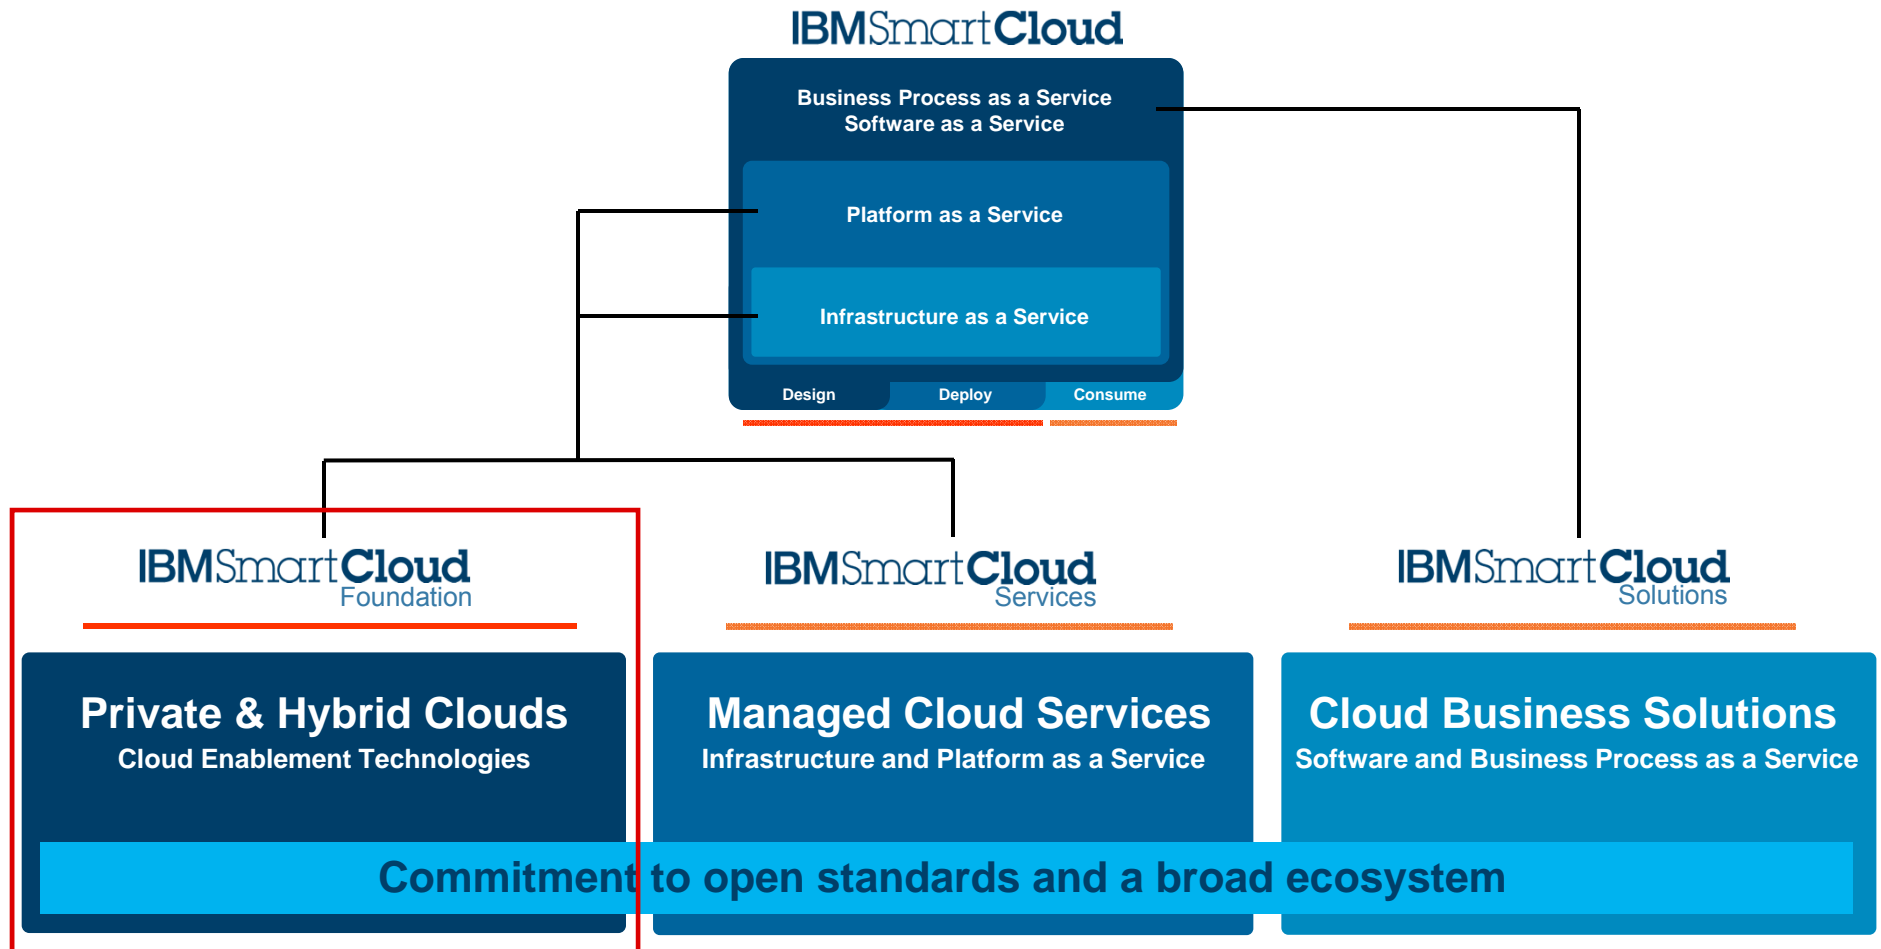 IBMSmartCloud
Business Process as a Service
Software as a Service
Platform as a Service
Infrastructure as a Service
Design Deploy Consume
IBMSmartCloud
Foundation
IBMSmartCloud
Services
IBMSmartCloud
Solutions
Private & Hybrid Clouds
Cloud Enablement Technologies
Managed Cloud Services
Infrastructure and Platform as a Service
Cloud Business Solutions
Software and Business Process as a Service
Commitment to open standards and a broad ecosystem